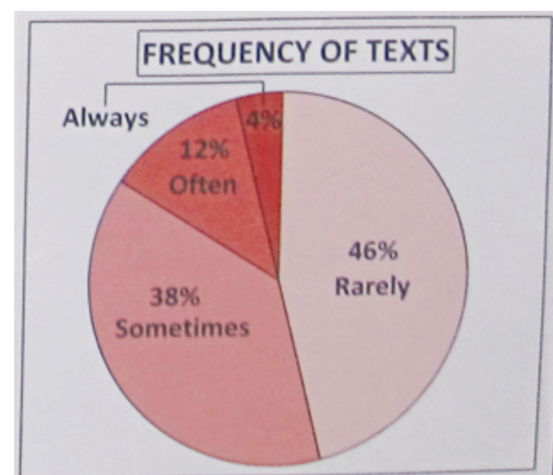 FREQUENCY OF TEXTS
Always
4%
12%
Often
46%
Rarely
38%
Sometimes